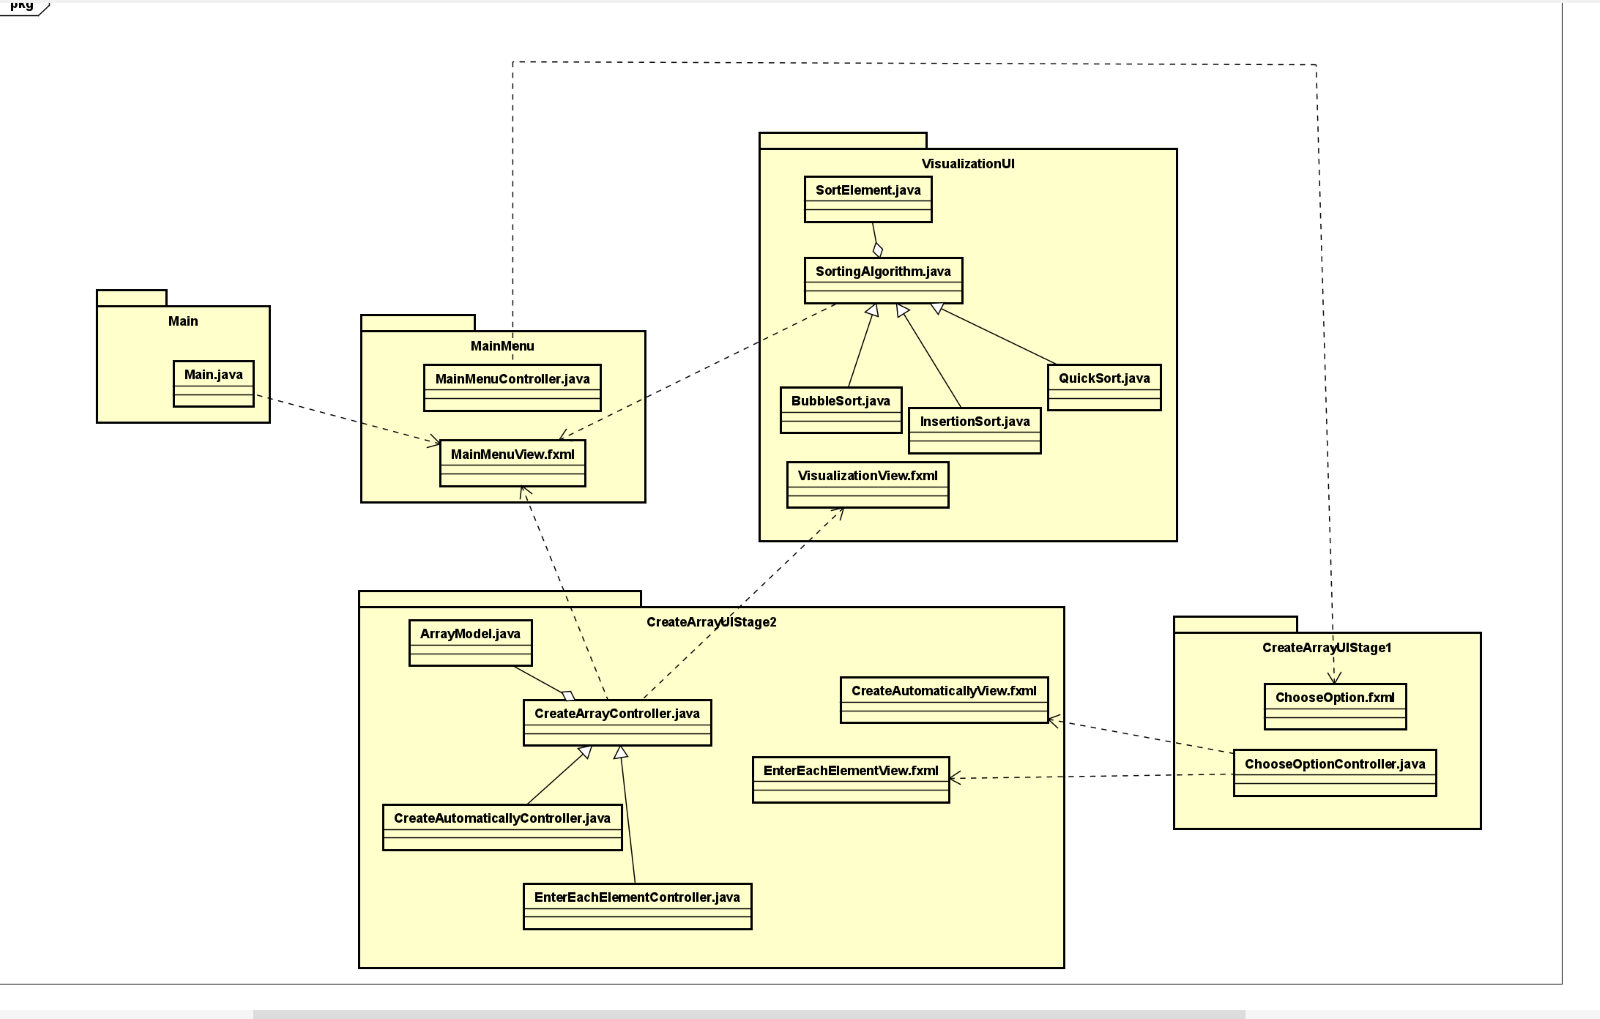 pkg
VisualizationUI
SortElement.java
SortingAlgorithm.java
Main
Main.java
MainMenu
MainMenuController.java
MainMenuView.fxml
QuickSort.java
BubbleSort.java
InsertionSort.java
VisualizationView.fxml
CreateArrayUIStage2
ArrayModel.java
CreateArrayController.java
CreateAutomaticallyView.fxml
EnterEachElementView.fxml
CreateAutomaticallyController.java
EnterEachElementController.java
CreateArrayUIStage1
ChooseOption.fxml
ChooseOptionController.java